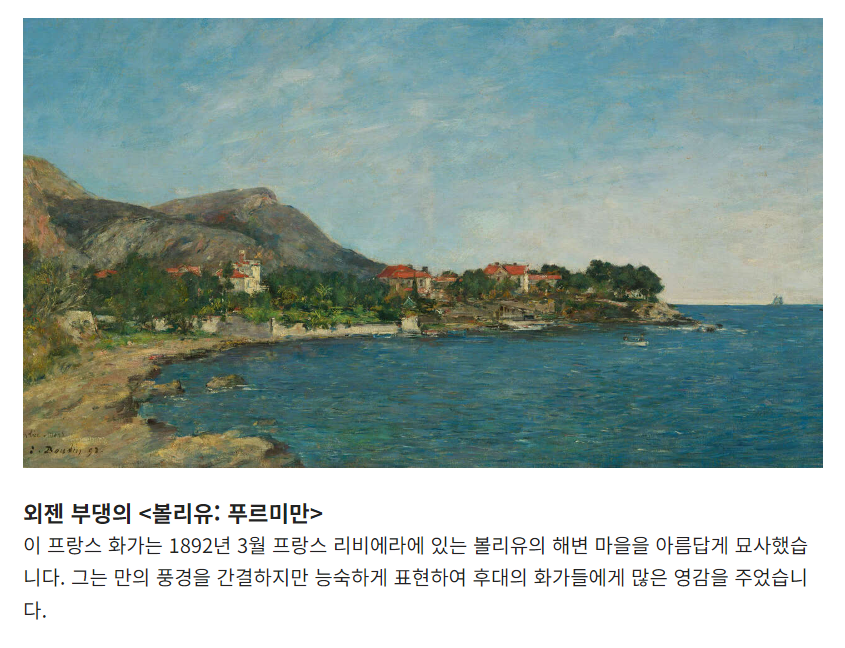 E. Boudin 92.
외젠 부댕의 <볼리유: 푸르미만>
이 프랑스 화가는 1892년 3월 프랑스 리비에라에 있는 볼리유의 해변 마을을 아름답게 묘사했습
니다. 그는 만의 풍경을 간결하지만 능숙하게 표현하여 후대의 화가들에게 많은 영감을 주었습니
다.